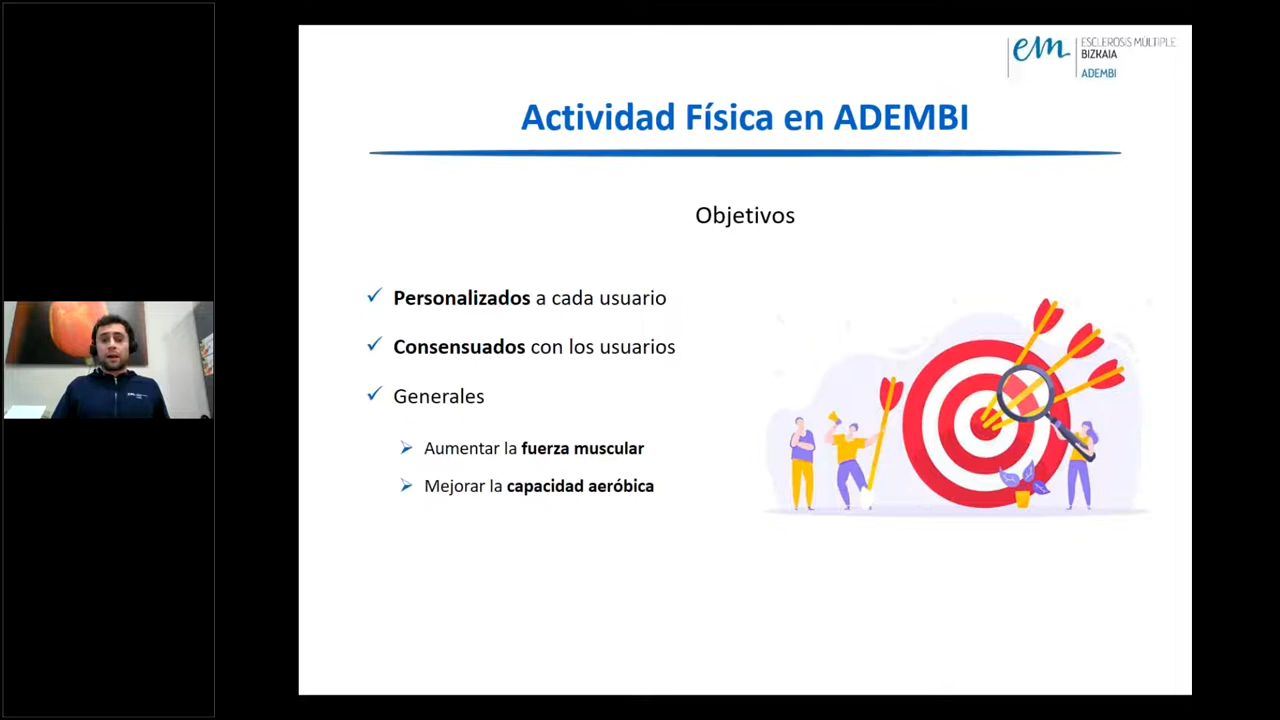 em
ESCLEROSIS MÚLTIPLE
BIZKAIA
ADEMBI
Actividad Física en ADEMBI
Objetivos
Personalizados a cada usuario
Consensuados con los usuarios
Generales
Aumentar la fuerza muscular
Mejorar la capacidad aeróbica